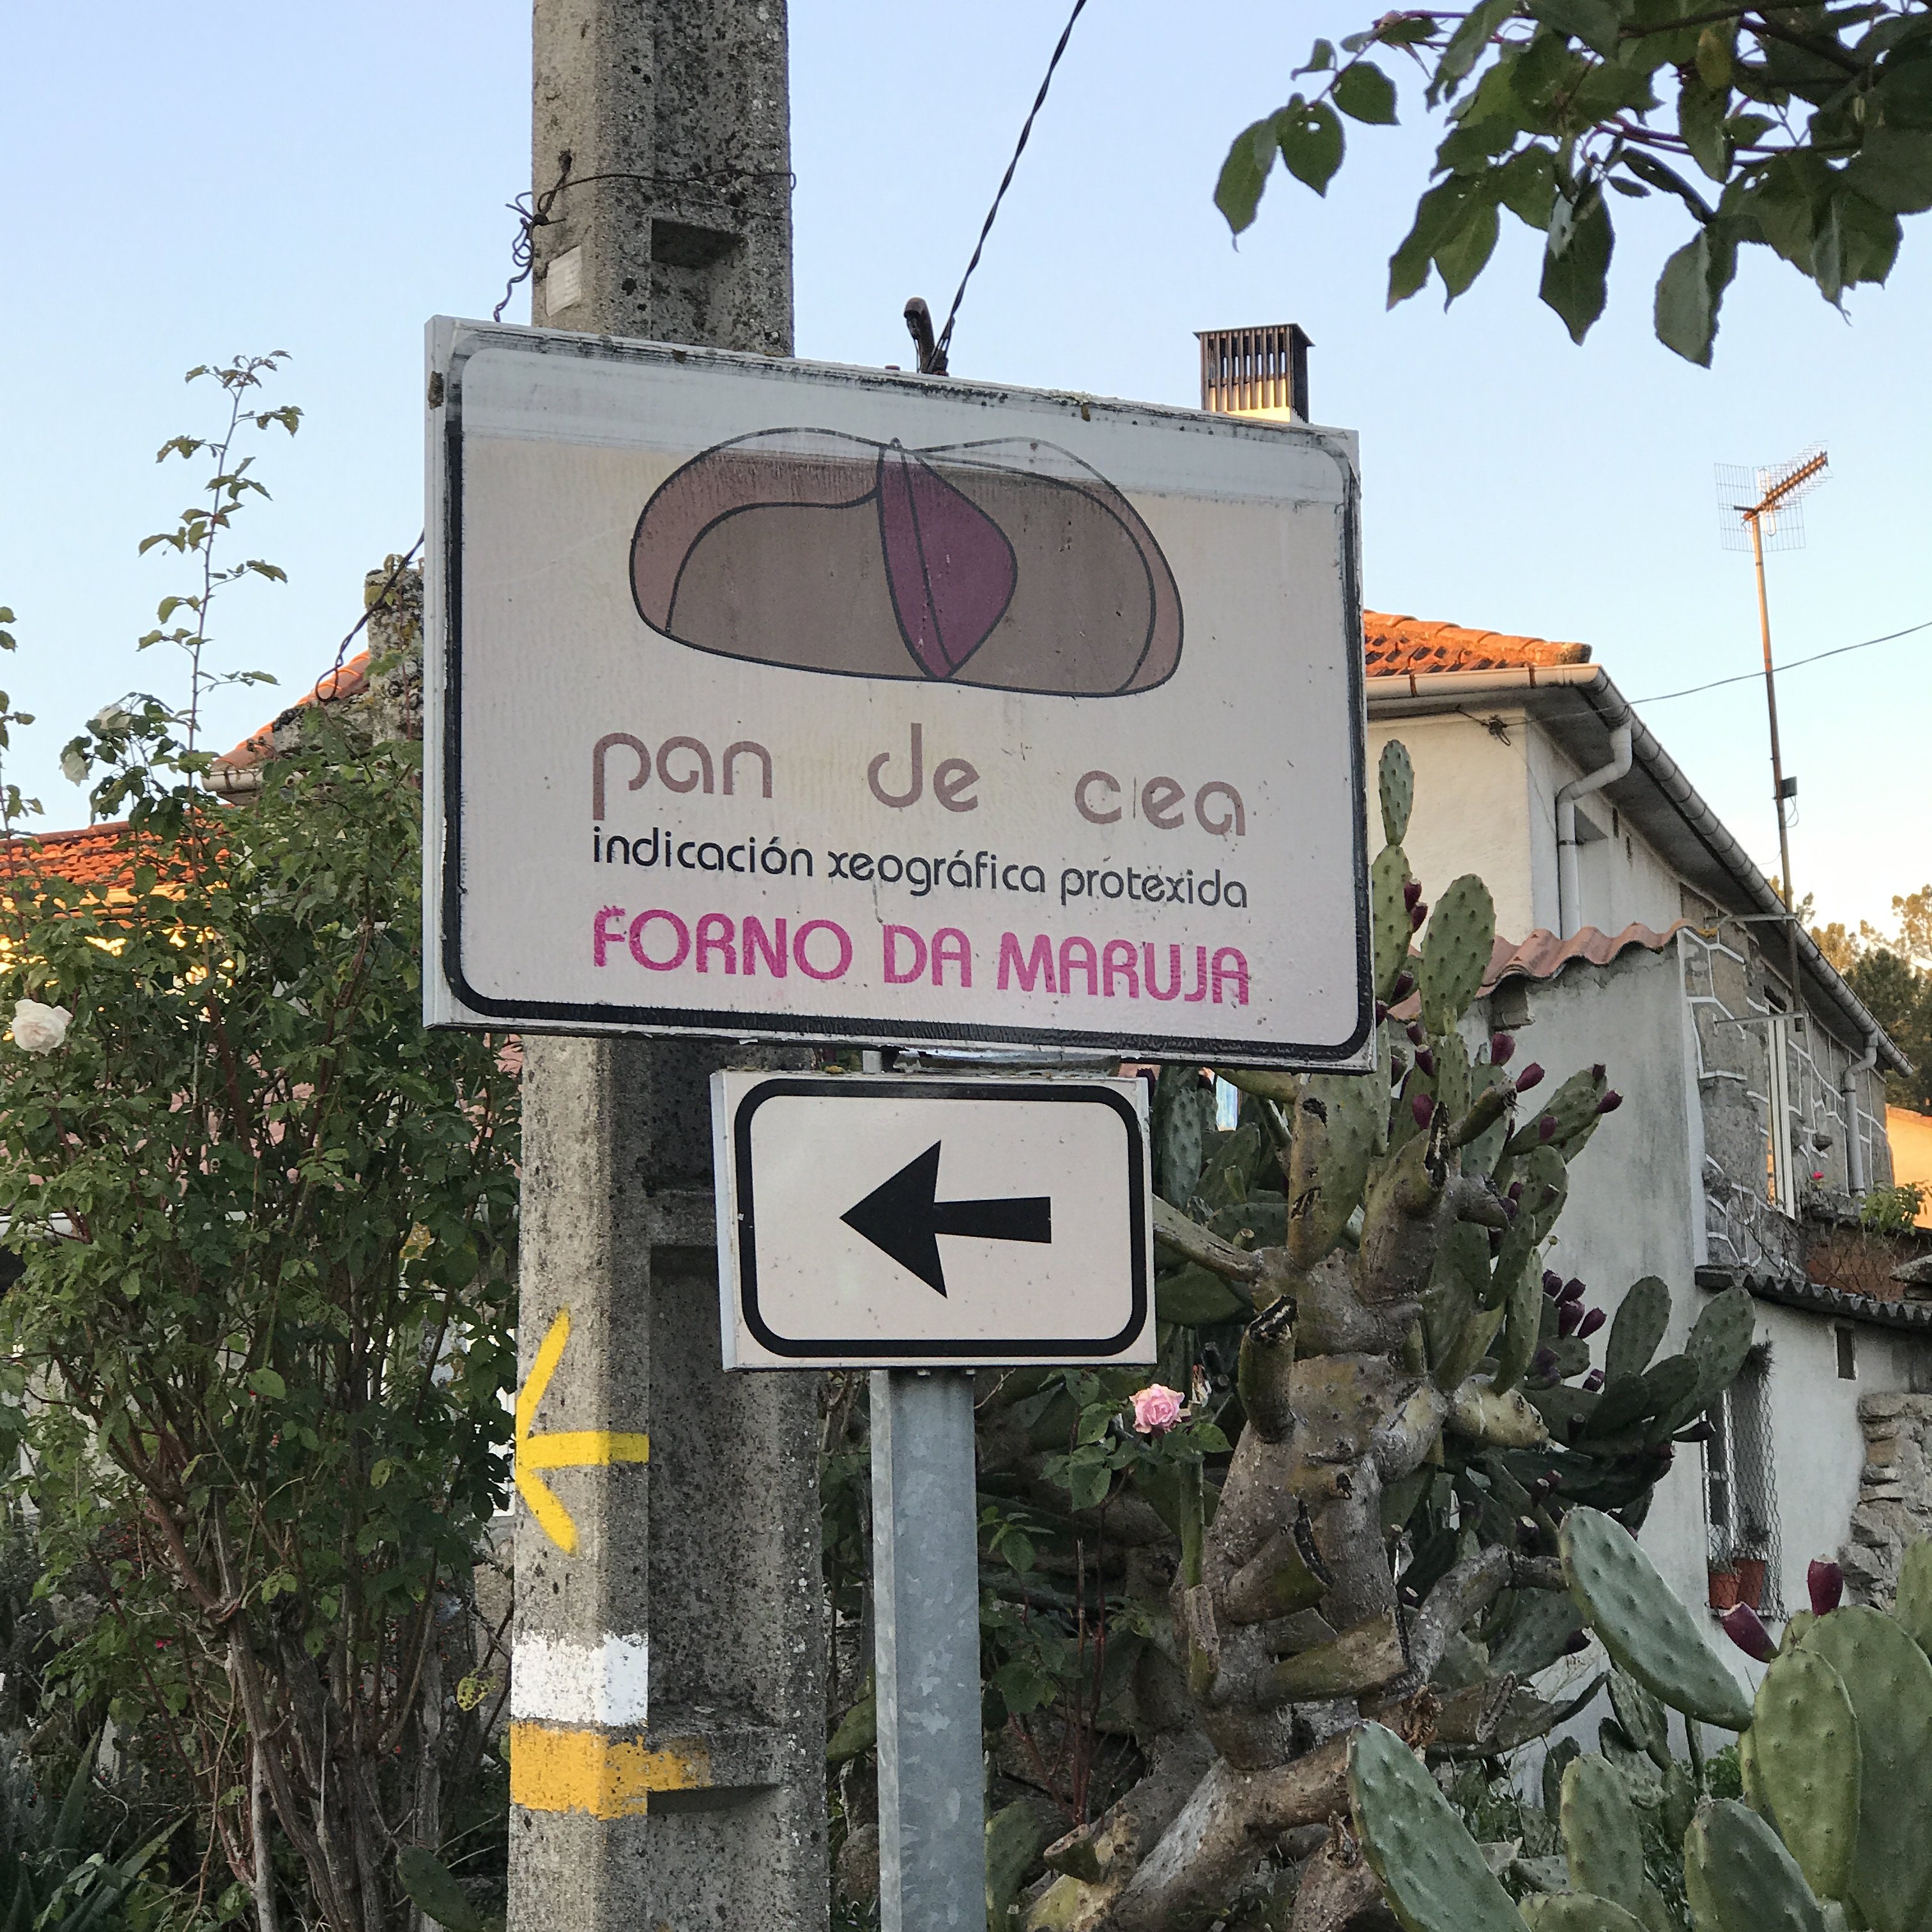 pan de cea
indicación xeográfica protexida
FORNO DA MARUJA